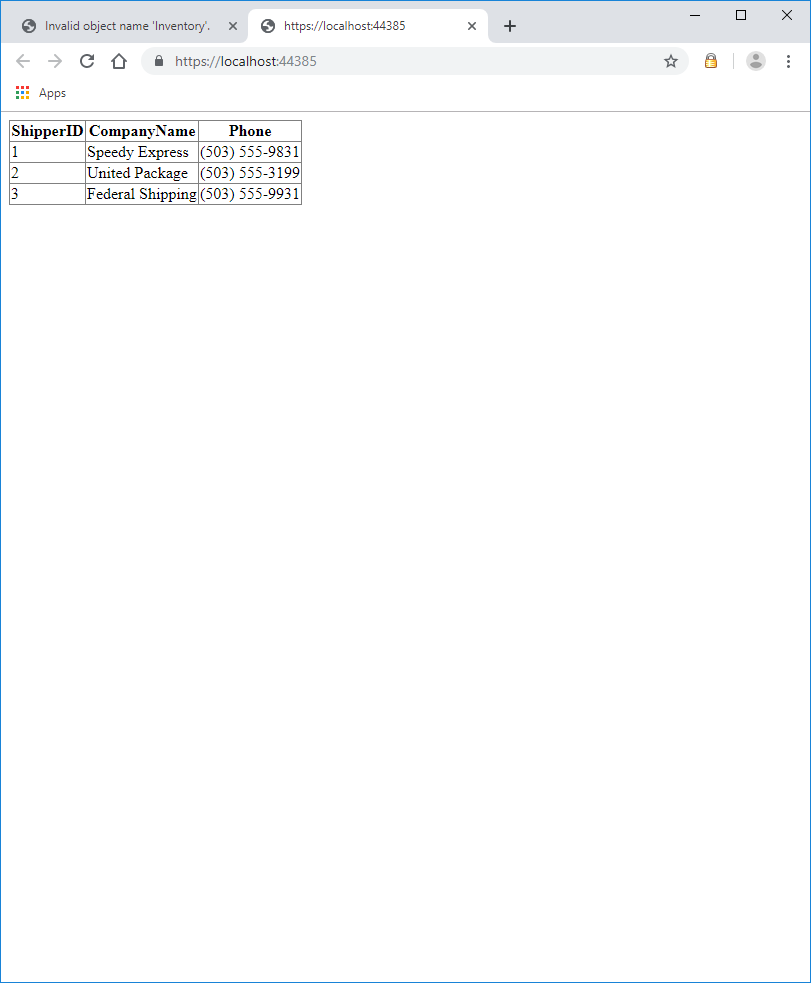 Invalid object name 'Inventory'. https://localhost:44385
https://localhost:44385
Apps
ShipperID CompanyName Phone
1 Speedy Express (503) 555-9831
2 United Package (503) 555-3199
3 Federal Shipping (503) 555-9931